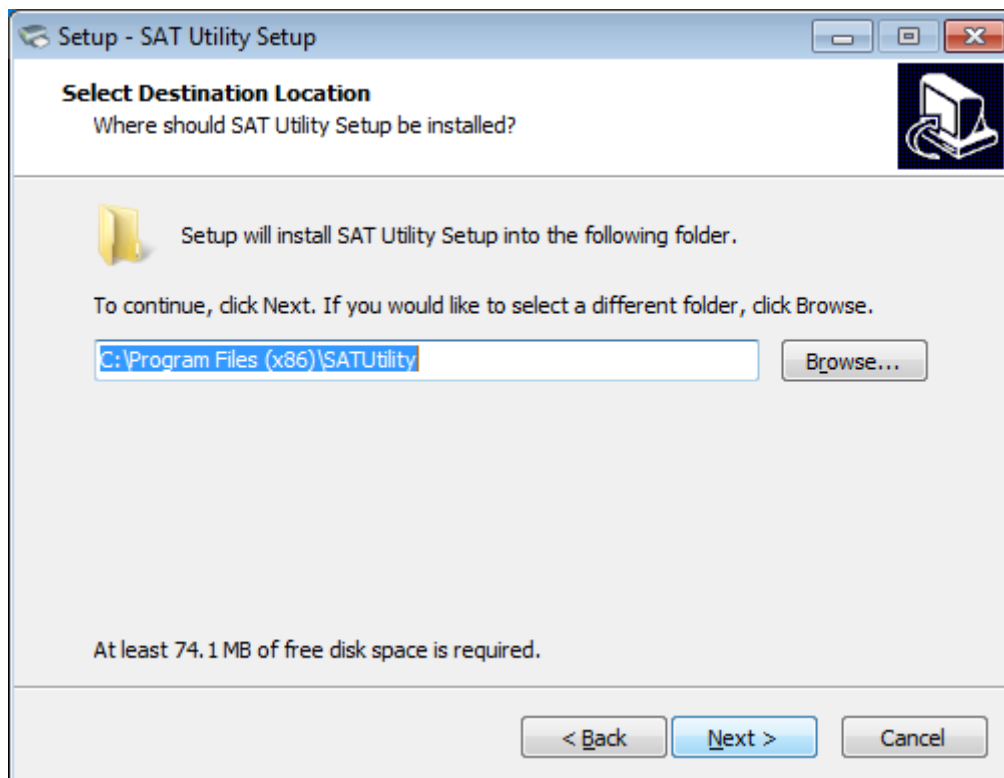 Setup - SAT Utility Setup
Select Destination Location
Where should SAT Utility Setup be installed?
Setup will install SAT Utility Setup into the following folder.
To continue, click Next. If you would like to select a different folder, click Browse.
C:\Program Files (x86)\SATUtility
Browse...
At least 74.1 MB of free disk space is required.
< Back
Next >
Cancel